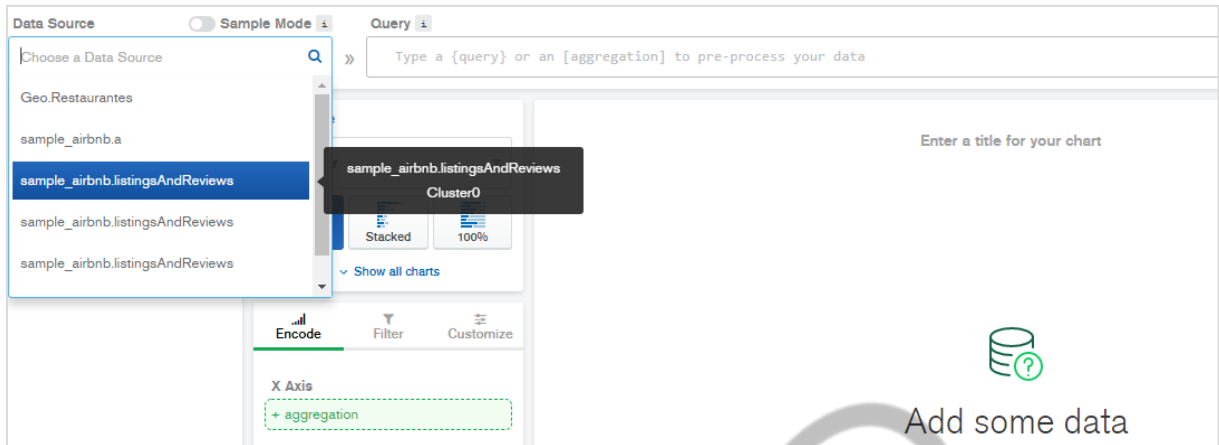 Data Source
Sample Mode i
Query i
Choose a Data Source
»
Type a {query} or an [aggregation] to pre-process your data
Geo.Restaurantes
sample_airbnb.a
sample_airbnb.listingsAndReviews
sample_airbnb.listingsAndReviews
sample_airbnb.listingsAndReviews
sample_airbnb.listingsAndReviews
Cluster0
Stacked
100%
Show all charts
Encode
Filter
Customize
X Axis
+ aggregation
Enter a title for your chart
Add some data